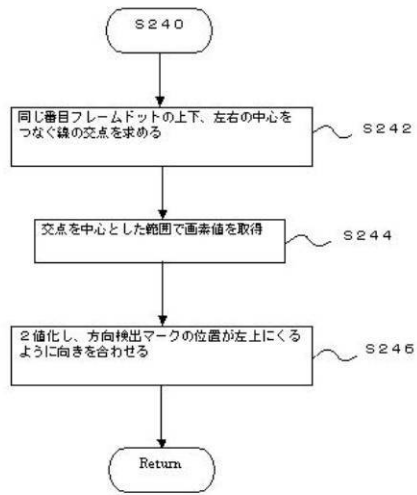 S240
同じ番目フレームドットの上下、左右の中心を
つなぐ線の交点を求める
S242
交点を中心とした範囲で画素値を取得
S244
2値化し、方向検出マークの位置が左上にくる
ように向きを合わせる
S246
Return